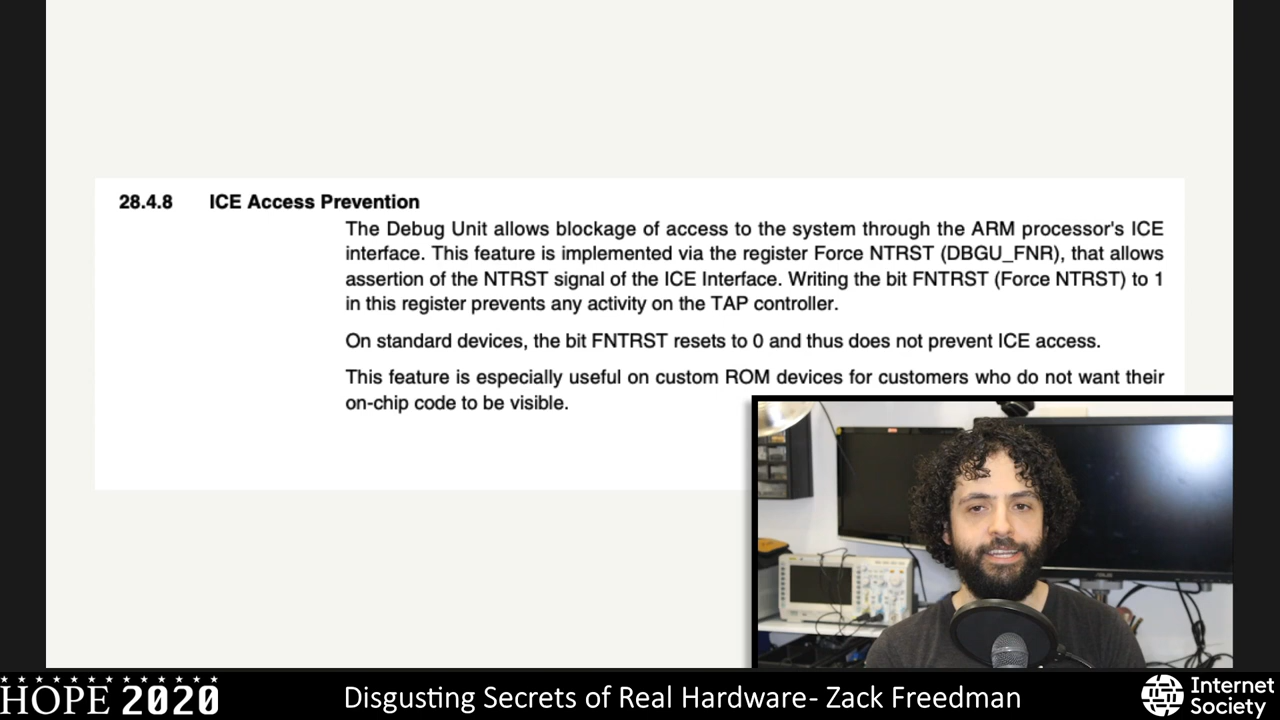 28.4.8 ICE Access Prevention
The Debug Unit allows blockage of access to the system through the ARM processor's ICE
interface. This feature is implemented via the register Force NTRST (DBGU_FNR), that allows
assertion of the NTRST signal of the ICE Interface. Writing the bit FNTRST (Force NTRST) to 1
in this register prevents any activity on the TAP controller.
On standard devices, the bit FNTRST resets to 0 and thus does not prevent ICE access.
This feature is especially useful on custom ROM devices for customers who do not want their
on-chip code to be visible.
ASUS
HOPE 2020
Disgusting Secrets of Real Hardware- Zack Freedman
Internet
Society